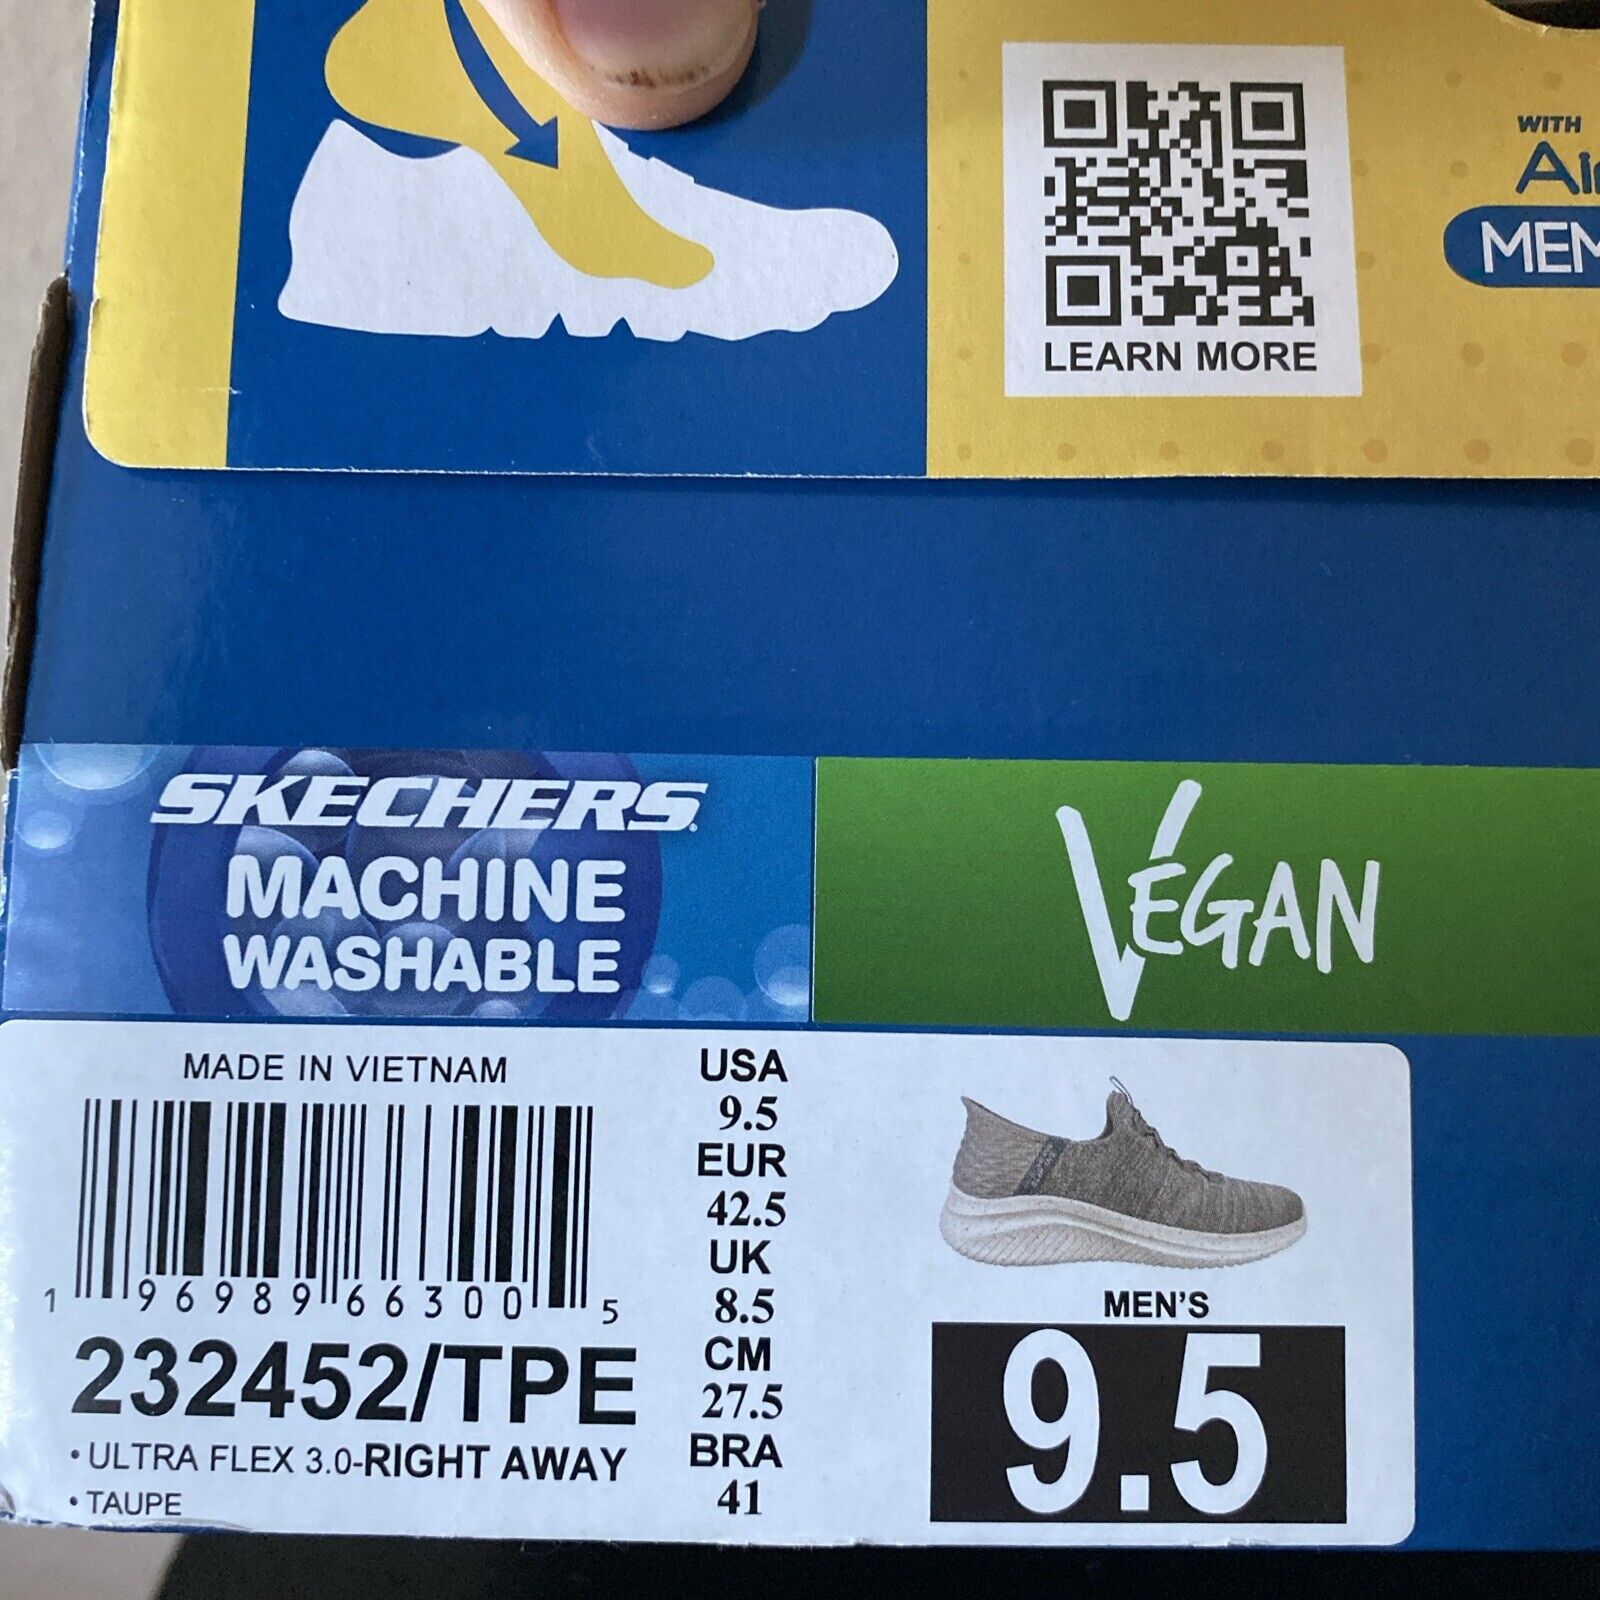 WITH
LEARN MORE
SKECHERS
MACHINE
WASHABLE
VEGAN
MADE IN VIETNAM
1 96989 66300 5
232452/TPE
• ULTRA FLEX 3.0-RIGHT AWAY
• TAUPE
USA
9.5
EUR
42.5
UK
8.5
CM
27.5
BRA
41
MEN'S
9.5